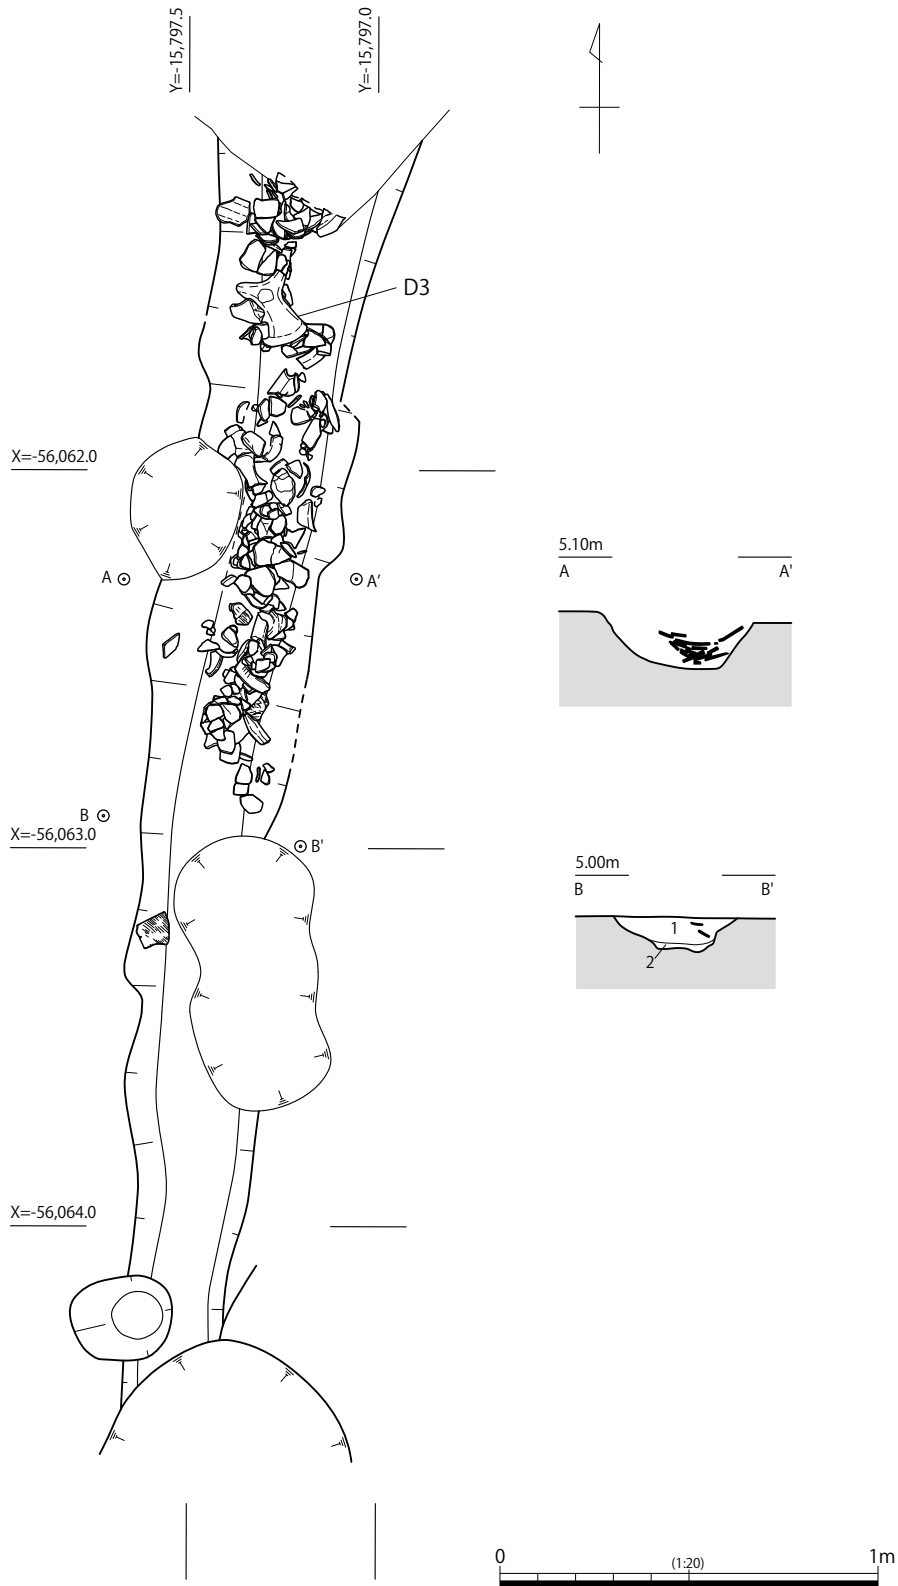 Y=-15,797.5
Y=-15,797.0
D3
X=-56,062.0
A
A′
5.10m
A
A'
B
X=-56,063.0
B'
5.00m
B
B'
1
2
X=-56,064.0
0
(1:20)
1m